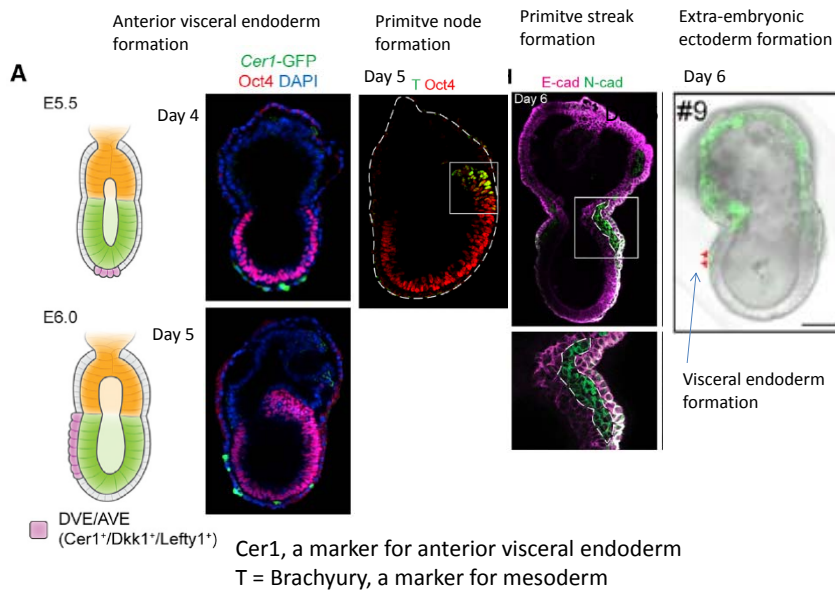 Anterior visceral endoderm
formation
Primitve node
formation
Primitve streak
formation
Extra-embryonic
ectoderm formation
A
Cer1-GFP
Oct4 DAPI
Day 5
T Oct4
E-cad N-cad
Day 6
E5.5
Day 4
Day 6
#9
E6.0
Day 5
Visceral endoderm
formation
DVE/AVE
(Cer1⁺/Dkk1⁺/Lefty1⁺)
Cer1, a marker for anterior visceral endoderm
T = Brachyury, a marker for mesoderm